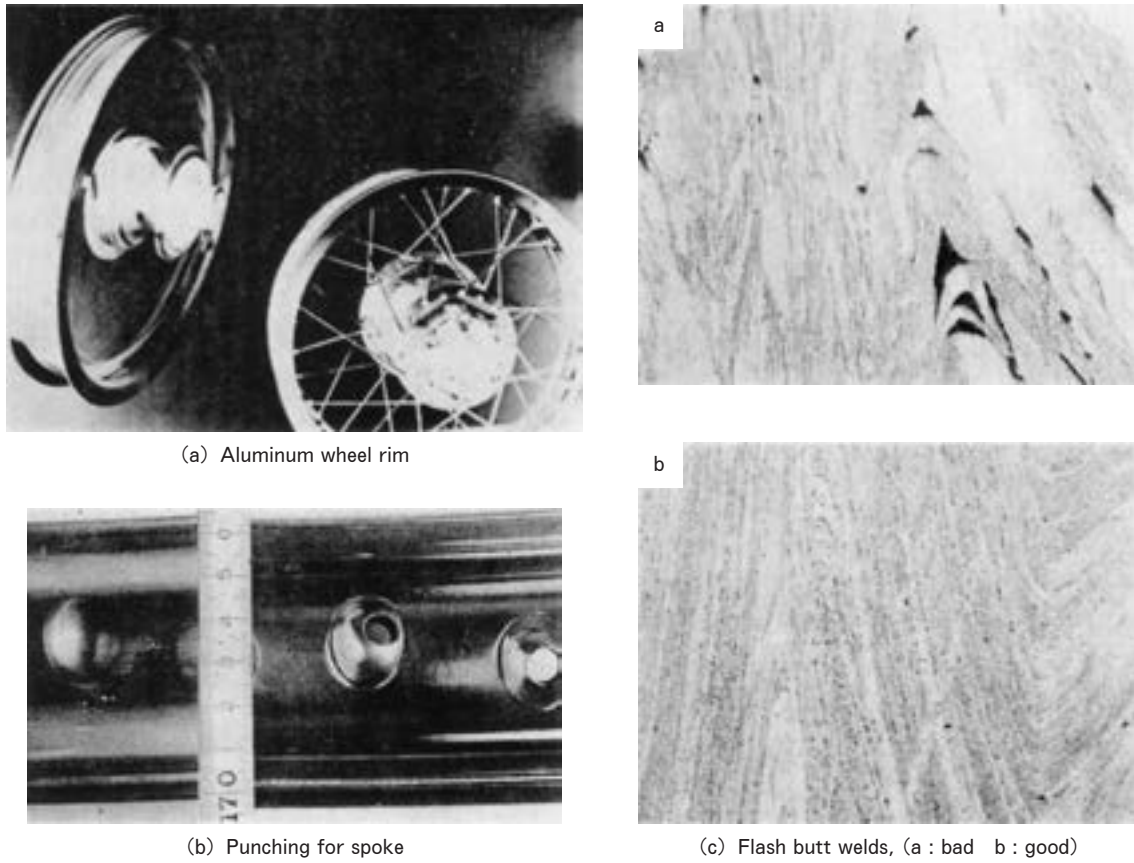 (a) Aluminum wheel rim
170
(b) Punching for spoke
a
b
(c) Flash butt welds, (a : bad b : good)